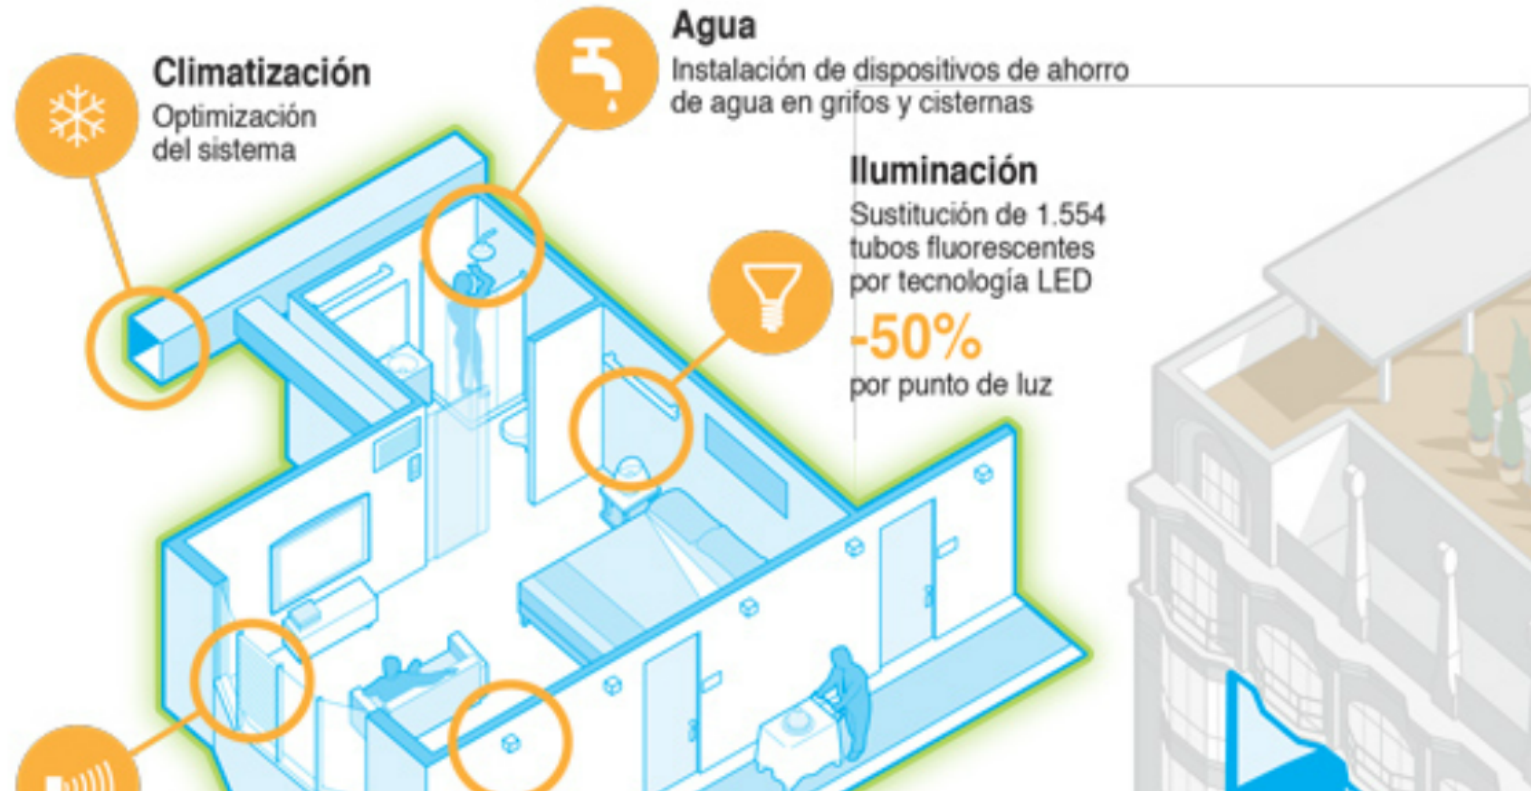 Climatización
Optimización
del sistema
Agua
Instalación de dispositivos de ahorro
de agua en grifos y cisternas
Iluminación
Sustitución de 1.554
tubos fluorescentes
por tecnología LED
-50%
por punto de luz